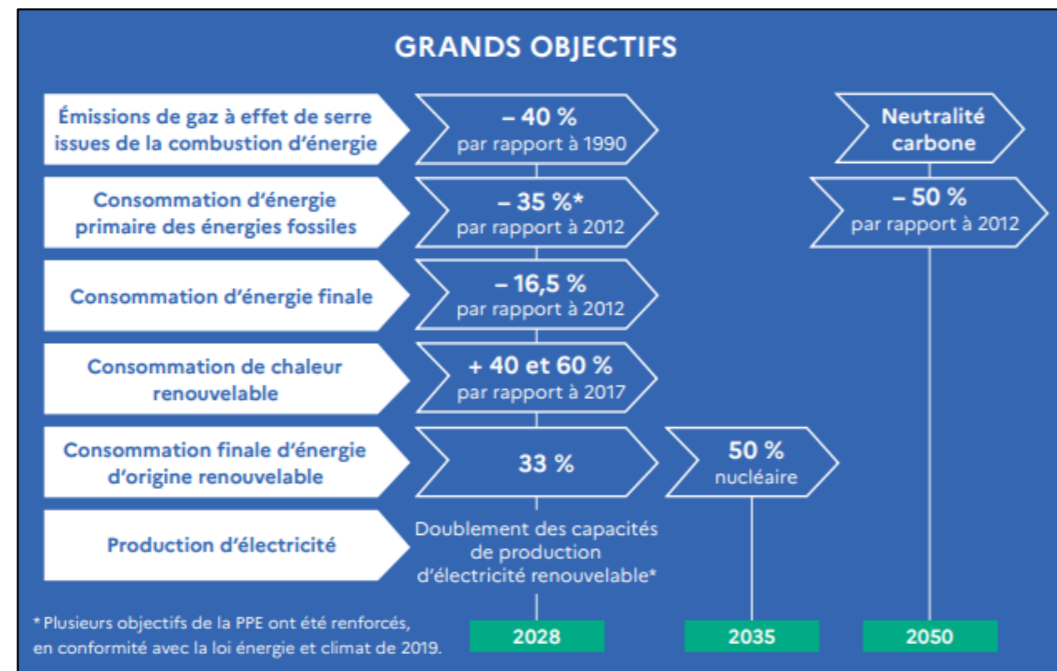 GRANDS OBJECTIFS
Émissions de gaz à effet de serre
issues de la combustion d'énergie
– 40 %
par rapport à 1990
Neutralité
carbone
Consommation d'énergie
primaire des énergies fossiles
– 35 %*
par rapport à 2012
– 50 %
par rapport à 2012
Consommation d'énergie finale
– 16,5 %
par rapport à 2012
Consommation de chaleur
renouvelable
+ 40 et 60 %
par rapport à 2017
Consommation finale d'énergie
d'origine renouvelable
33 %
50 %
nucléaire
Production d'électricité
Doublement des capacités
de production
d'électricité renouvelable*
* Plusieurs objectifs de la PPE ont été renforcés,
en conformité avec la loi énergie et climat de 2019.
2028
2035
2050